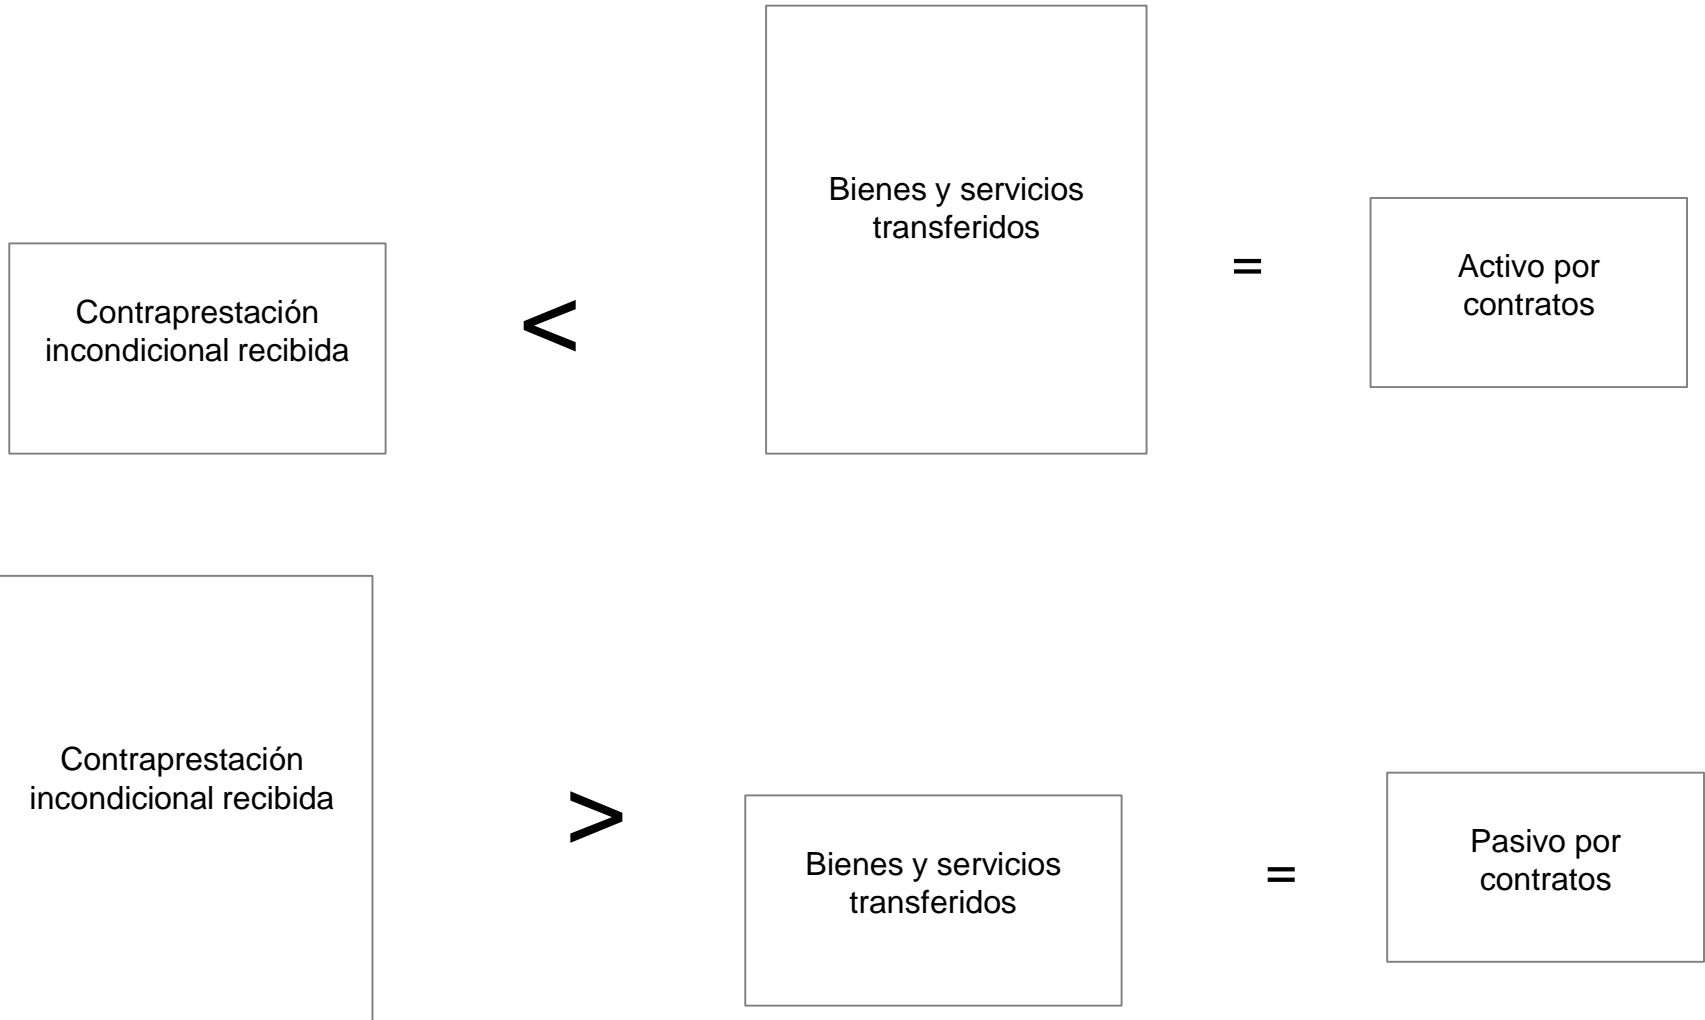 Contraprestación
incondicional recibida
<
Bienes y servicios
transferidos
=
Activo por
contratos
Contraprestación
incondicional recibida
>
Bienes y servicios
transferidos
=
Pasivo por
contratos